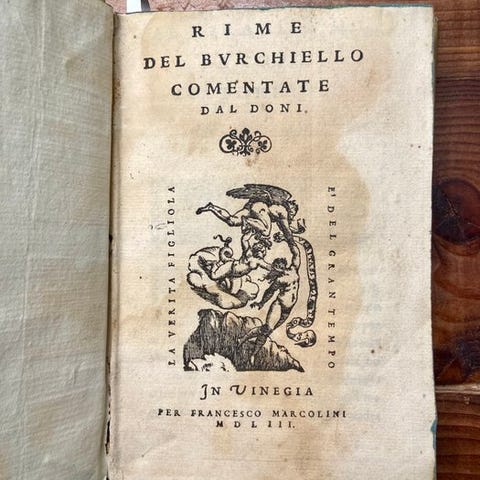 RIME
DEL BVRCHIELLO
COMENTATE
DAL DONI.
LA VERITA FIGLIOLA
E' DEL GRAN TEMPO
IN VINEGIA
PER FRANCESCO MARCOLINI
MDLIII.